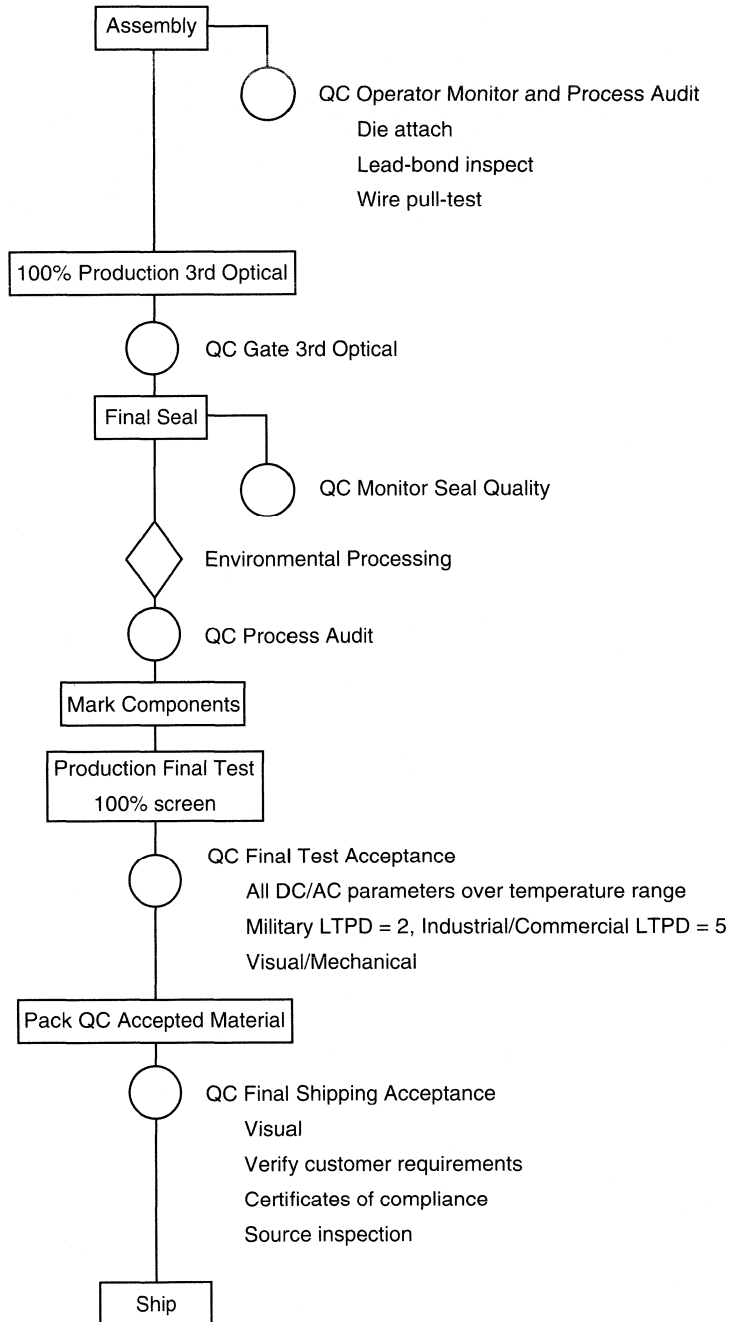 Assembly
QC Operator Monitor and Process Audit
Die attach
Lead-bond inspect
Wire pull-test
100% Production 3rd Optical
QC Gate 3rd Optical
Final Seal
QC Monitor Seal Quality
Environmental Processing
QC Process Audit
Mark Components
Production Final Test
100% screen
QC Final Test Acceptance
All DC/AC parameters over temperature range
Military LTPD = 2, Industrial/Commercial LTPD = 5
Visual/Mechanical
Pack QC Accepted Material
QC Final Shipping Acceptance
Visual
Verify customer requirements
Certificates of compliance
Source inspection
Ship